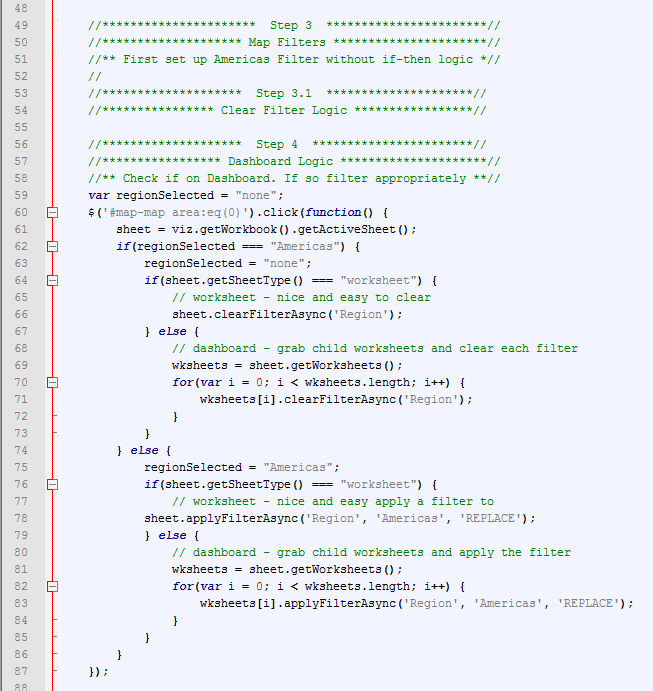 48
49 //********************** Step 3 ***********************//
50 //******************** Map Filters **********************//
51 //** First set up Americas Filter without if-then logic *//
52 //
53 //******************** Step 3.1 *********************//
54 //**************** Clear Filter Logic *****************//
55
56 //******************** Step 4 ***********************//
57 //***************** Dashboard Logic *********************//
58 //** Check if on Dashboard. If so filter appropriately **//
59 var regionSelected = "none";
60 $('#map-map area:eq(0)').click(function() {
61 sheet = viz.getWorkbook().getActiveSheet();
62 if(regionSelected === "Americas") {
63 regionSelected = "none";
64 if(sheet.getSheetType() === "worksheet") {
65 // worksheet - nice and easy to clear
66 sheet.clearFilterAsync('Region');
67 } else {
68 // dashboard - grab child worksheets and clear each filter
69 wksheets = sheet.getWorksheets();
70 for(var i = 0; i < wksheets.length; i++) {
71 wksheets[i].clearFilterAsync('Region');
72 }
73 }
74 } else {
75 regionSelected = "Americas";
76 if(sheet.getSheetType() === "worksheet") {
77 // worksheet - nice and easy apply a filter to
78 sheet.applyFilterAsync('Region', 'Americas', 'REPLACE');
79 } else {
80 // dashboard - grab child worksheets and apply the filter
81 wksheets = sheet.getWorksheets();
82 for(var i = 0; i < wksheets.length; i++) {
83 wksheets[i].applyFilterAsync('Region', 'Americas', 'REPLACE');
84 }
85 }
86 }
87 });
88